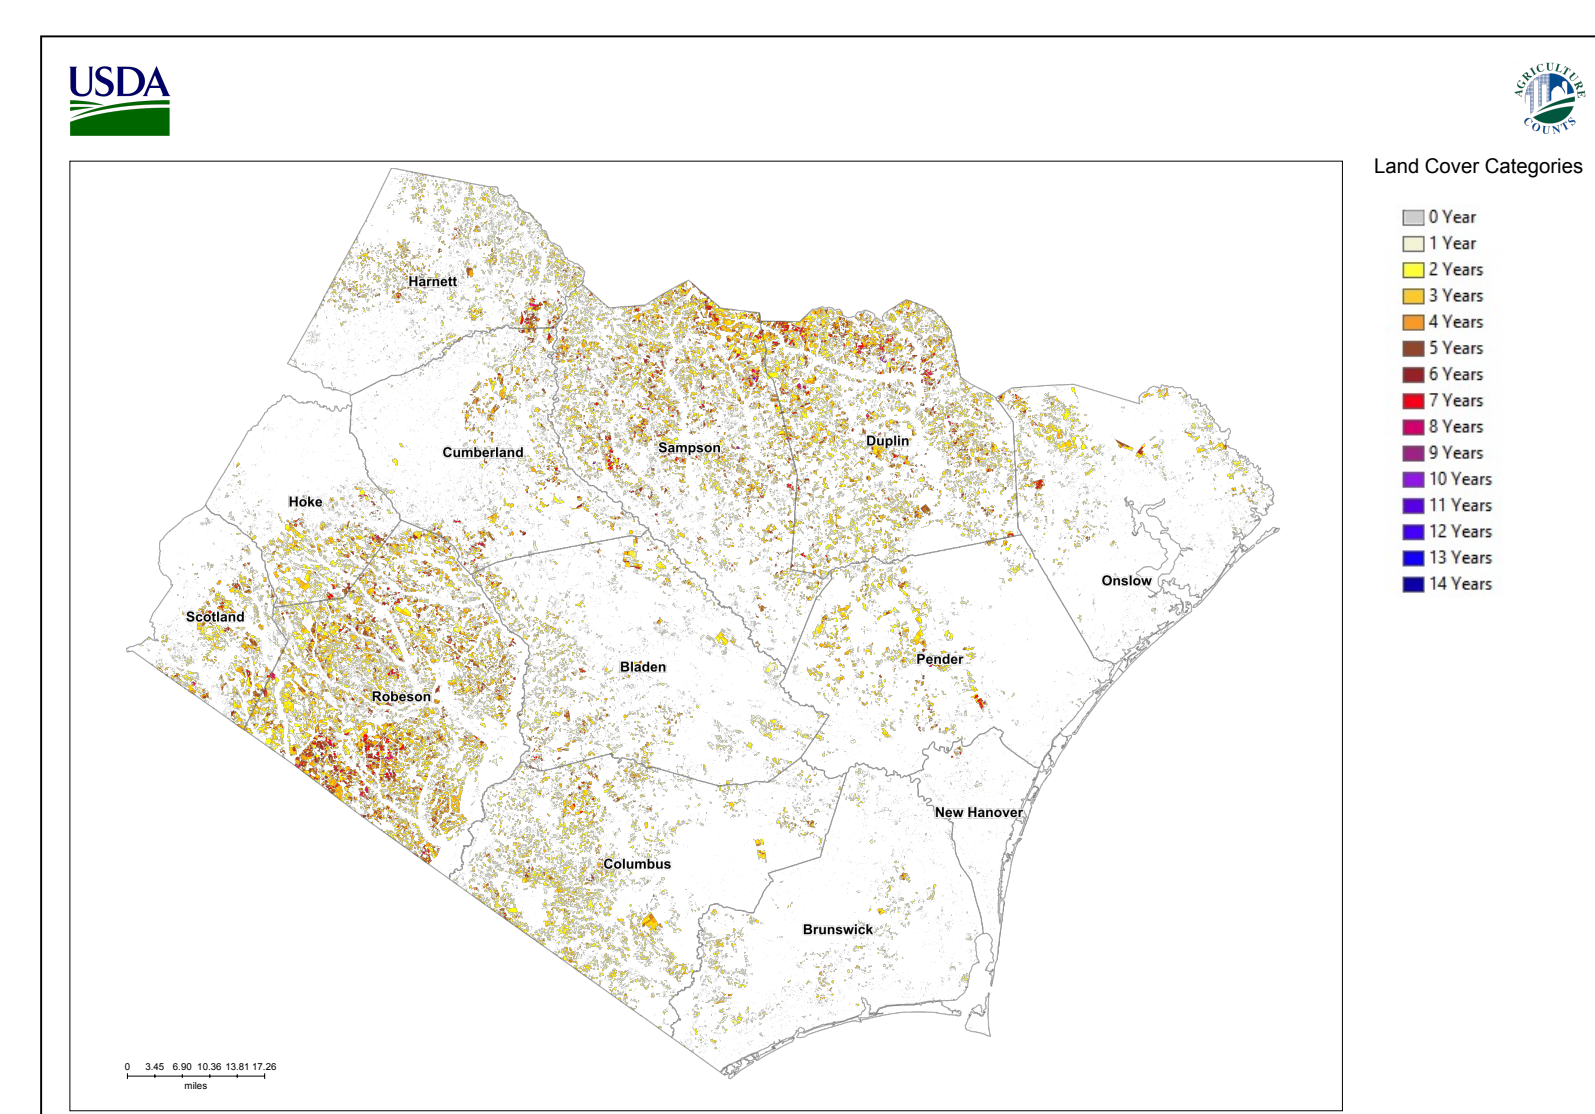 USDA
AGRICULTURE
COUNTS
Land Cover Categories
0 Year
1 Year
2 Years
3 Years
4 Years
5 Years
6 Years
7 Years
8 Years
9 Years
10 Years
11 Years
12 Years
13 Years
14 Years
Harnett
Cumberland
Sampson
Duplin
Hoke
Onslow
Scotland
Bladen
Pender
Robeson
New Hanover
Columbus
Brunswick
0 3.45 6.90 10.36 13.81 17.26
miles